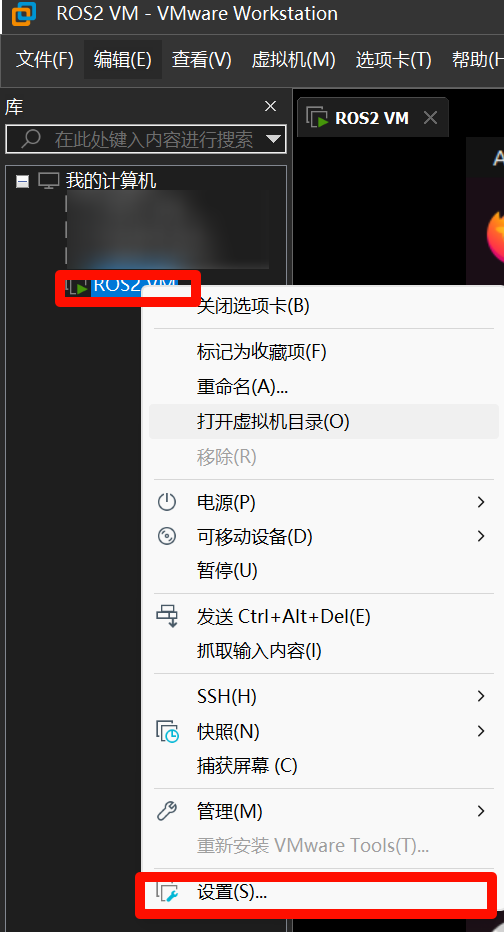 ROS2 VM - VMware Workstation
文件(F) 编辑(E) 查看(V) 虚拟机(M) 选项卡(T) 帮助(H
库
在此处键入内容进行搜索
ROS2 VM
我的计算机
ROS2 VM
关闭选项卡(B)
标记为收藏项(F)
重命名(A)...
打开虚拟机目录(O)
移除(R)
电源(P)
可移动设备(D)
暂停(U)
发送 Ctrl+Alt+Del(E)
抓取输入内容(I)
SSH(H)
快照(N)
捕获屏幕 (C)
管理(M)
重新安装 VMware Tools(T)...
设置(S)...